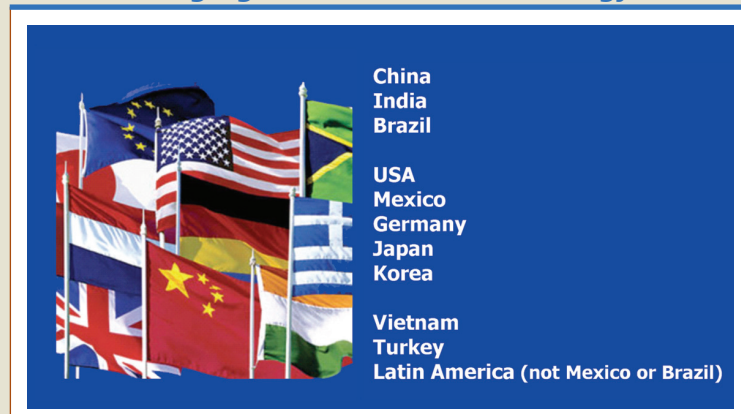 China
India
Brazil
USA
Mexico
Germany
Japan
Korea
Vietnam
Turkey
Latin America (not Mexico or Brazil)